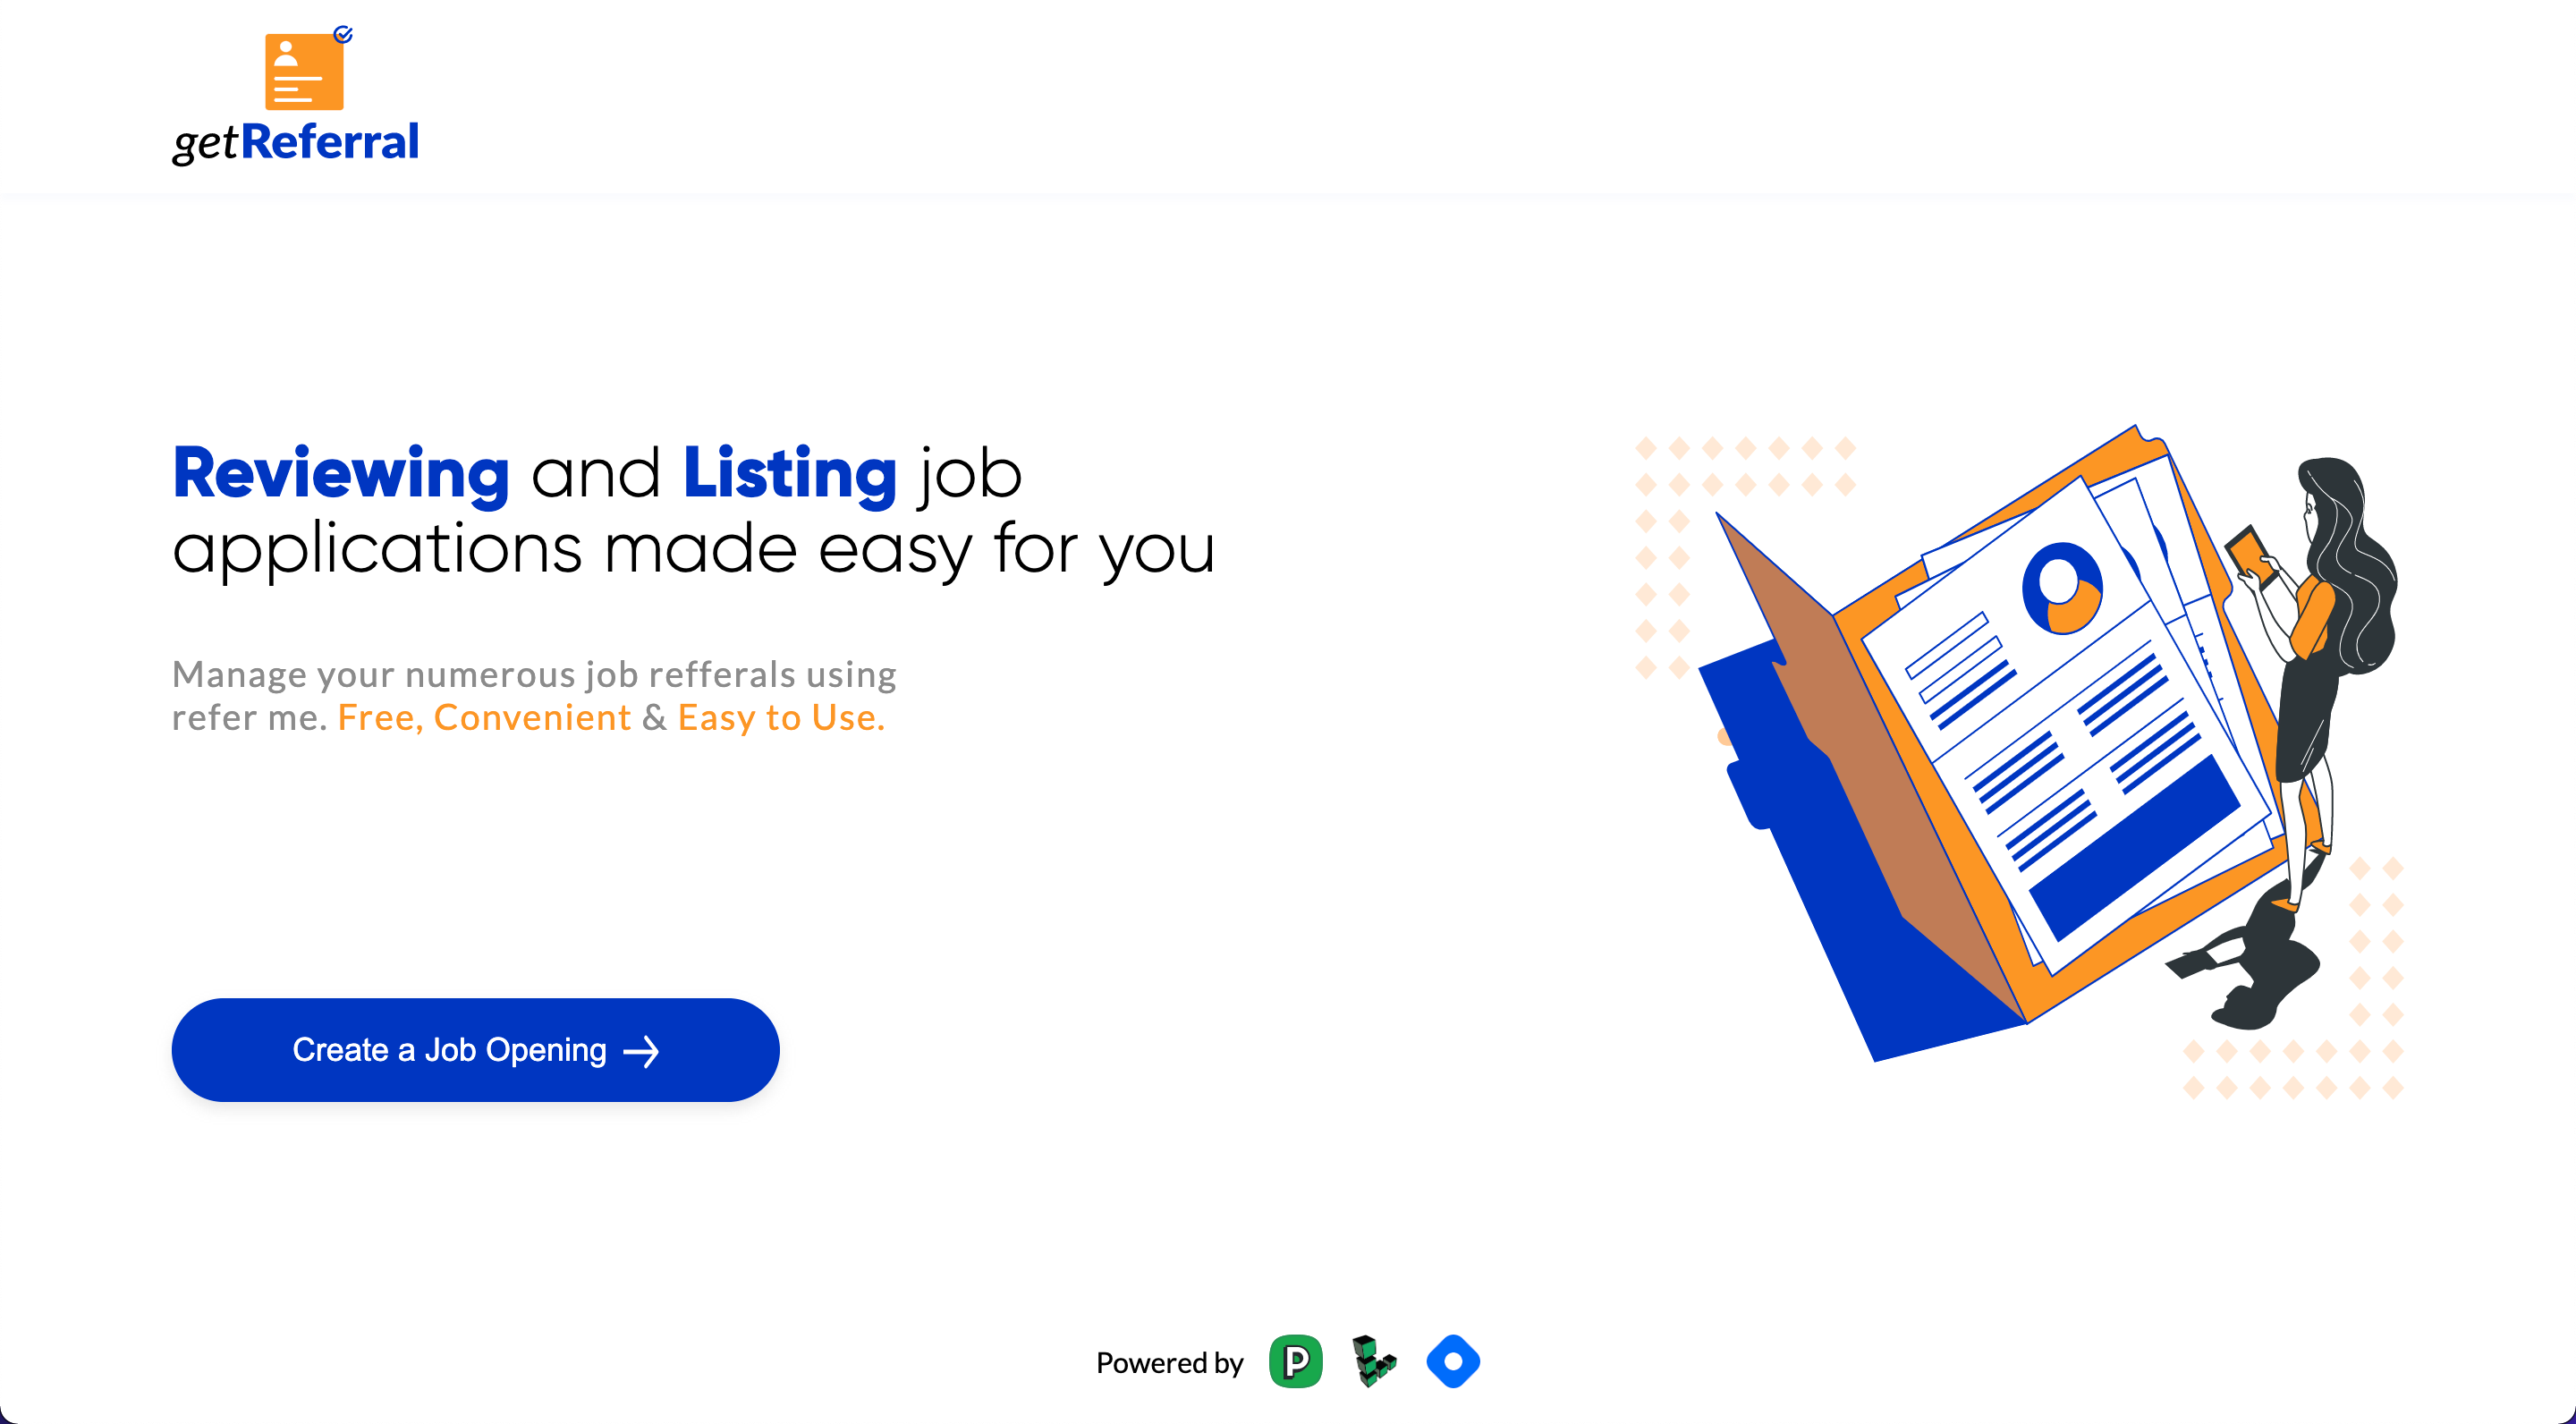 getReferral
Reviewing and Listing job
applications made easy for you
Manage your numerous job refferals using
refer me. Free, Convenient & Easy to Use.
Create a Job Opening →
Powered by
P